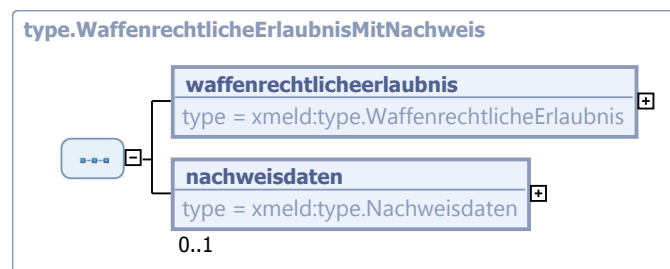 type.WaffenrechtlicheErlaubnisMitNachweis
waffenrechtlicheerlaubnis
type = xmeld:type.WaffenrechtlicheErlaubnis
nachweisdaten
type = xmeld:type.Nachweisdaten
0..1